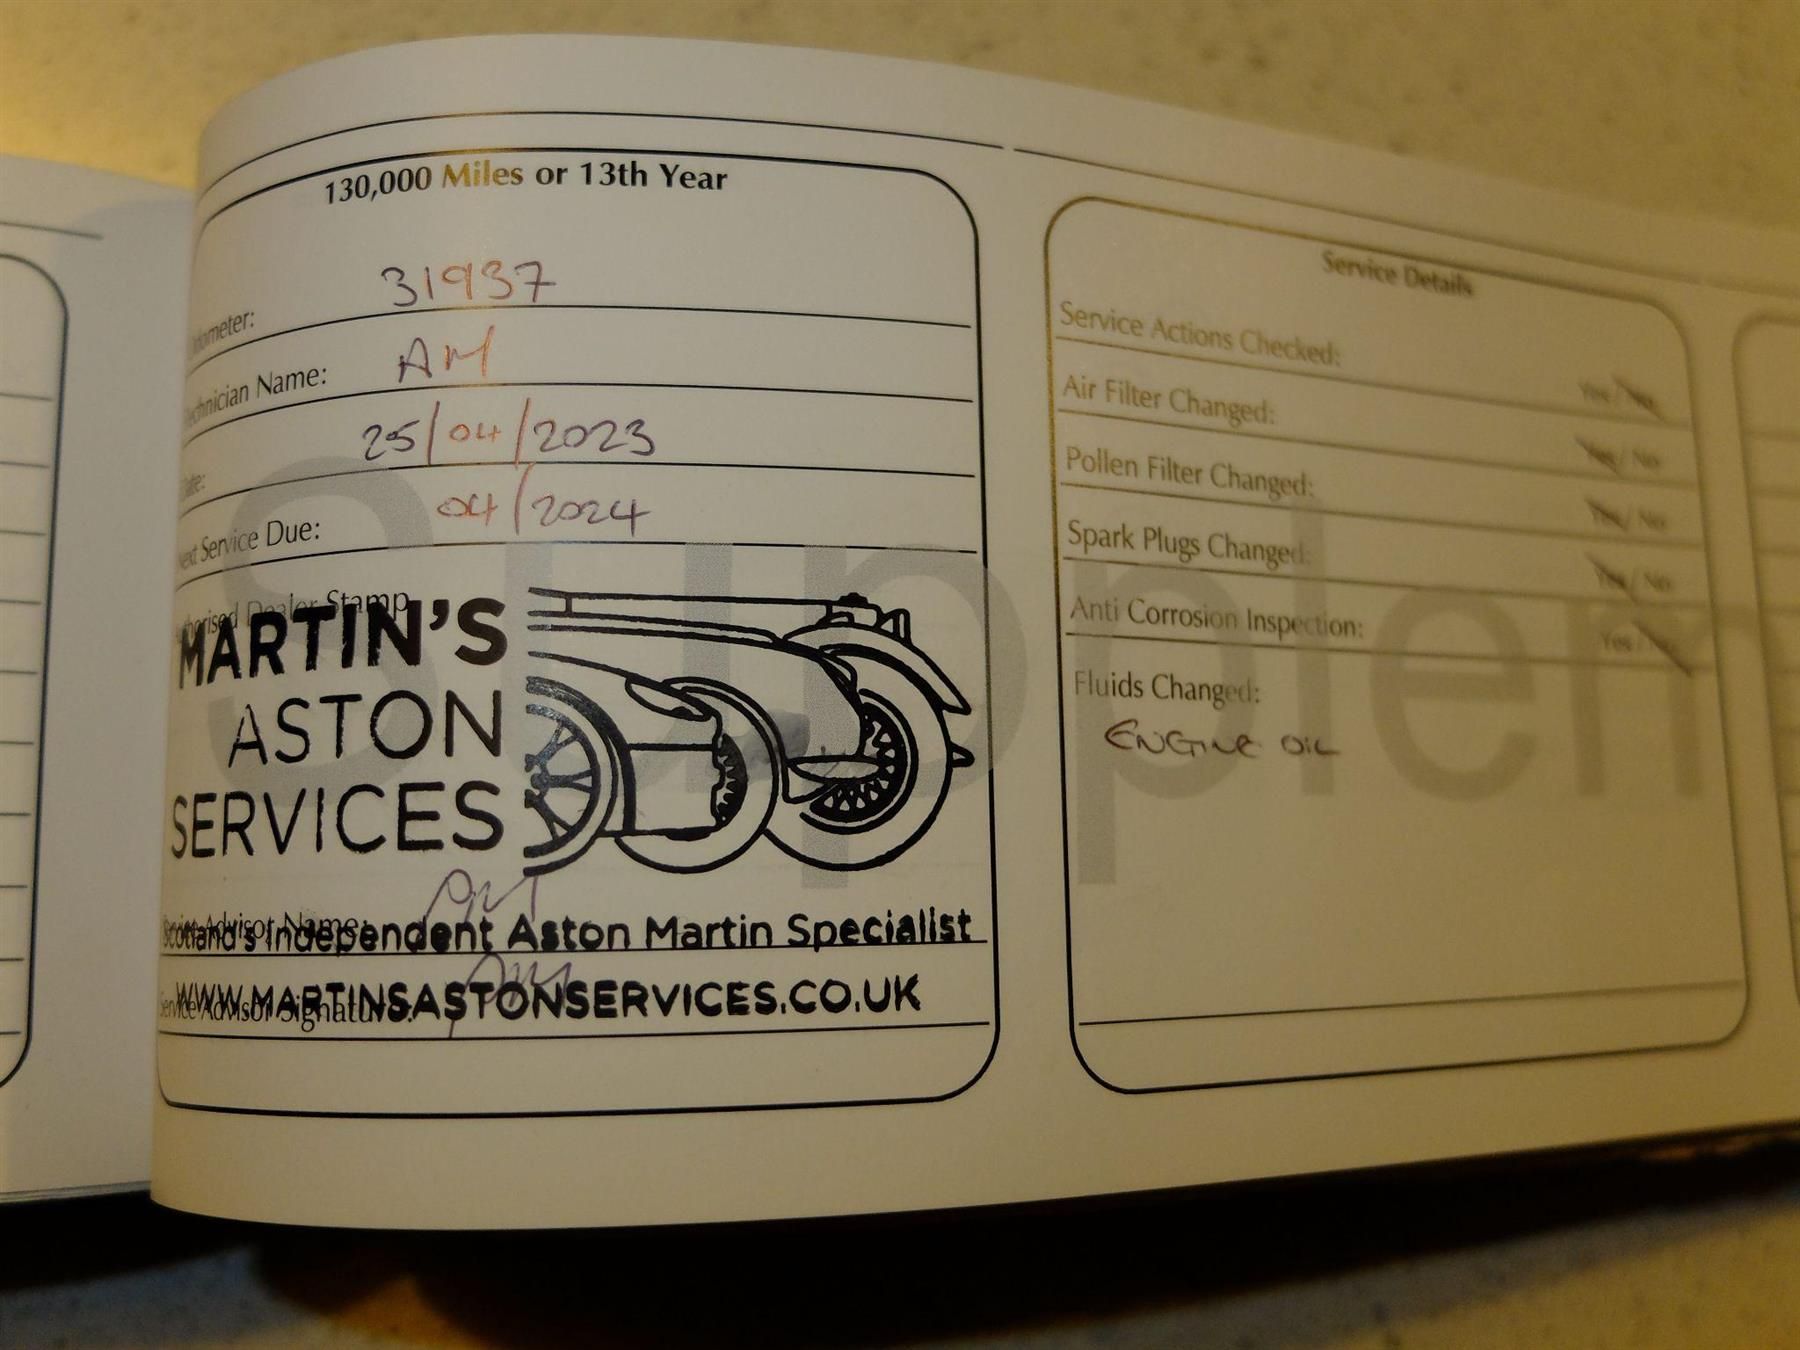 130,000 Miles or 13th Year
31937
AM
Technician Name:
25/04/2023
04/2024
Next Service Due:
Authorised Dealer Stamp
MARTIN'S
ASTON
SERVICES
Service Advisor Name:
Scotland's Independent Aston Martin Specialist
WWW.MARTINSASTONSERVICES.CO.UK
Service Advisor Signature:
Service Details
Service Actions Checked: Yes / No
Air Filter Changed: Yes / No
Pollen Filter Changed: Yes / No
Spark Plugs Changed: Yes / No
Anti Corrosion Inspection: Yes / No
Fluids Changed:
ENGINE OIL
Supplem